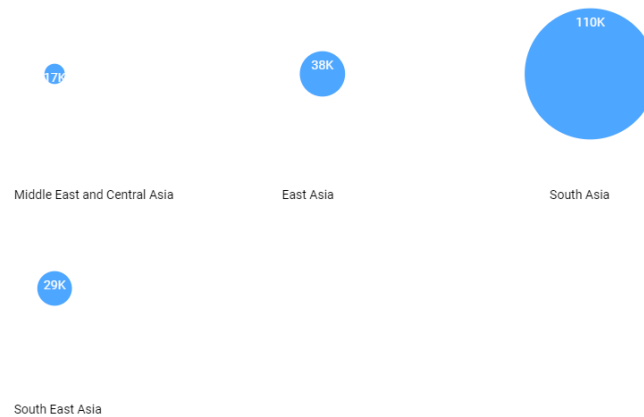 17K
38K
110K
Middle East and Central Asia
East Asia
South Asia
29K
South East Asia